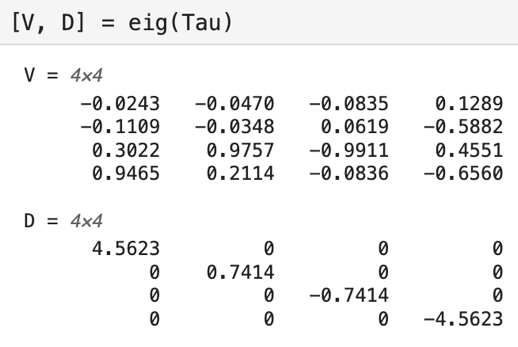 [V, D] = eig(Tau)
V = 4×4
-0.0243 -0.0470 -0.0835 0.1289
-0.1109 -0.0348 0.0619 -0.5882
0.3022 0.9757 -0.9911 0.4551
0.9465 0.2114 -0.0836 -0.6560
D = 4×4
4.5623 0 0 0
0 0.7414 0 0
0 0 -0.7414 0
0 0 0 -4.5623